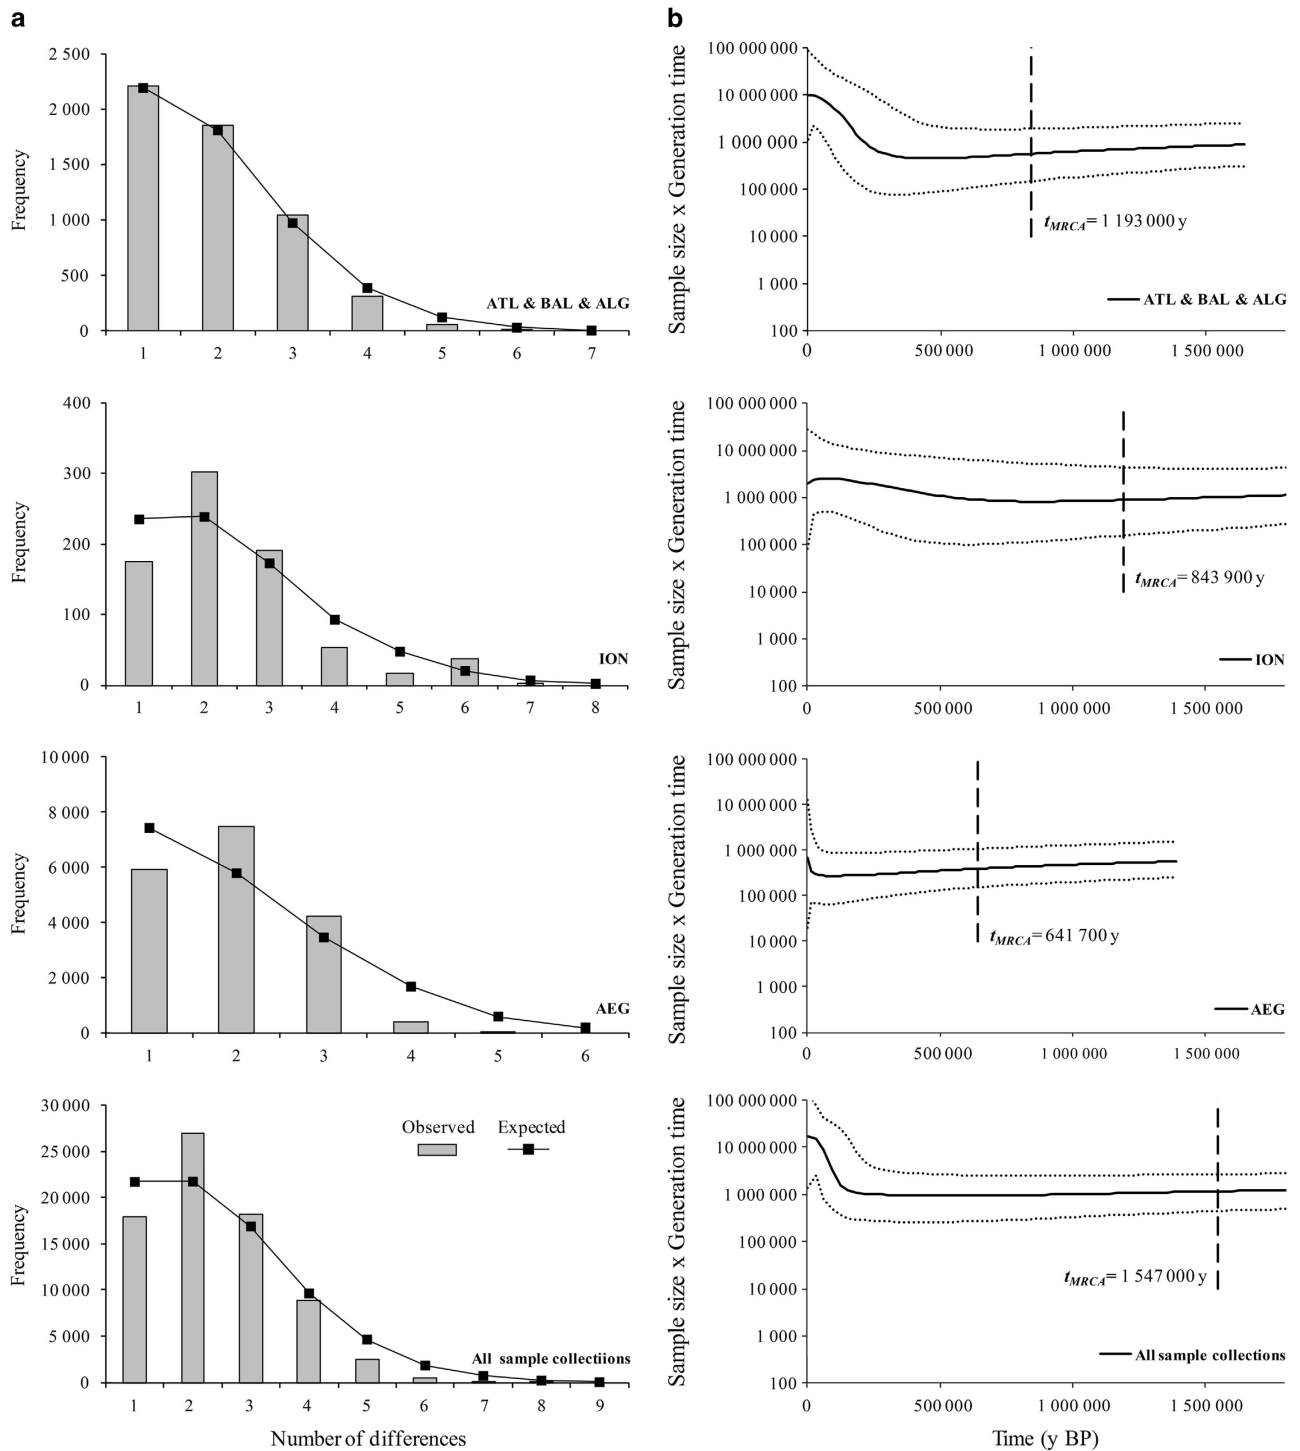 a
2 500
2 000
1 500
1 000
500
0
Frequency
ATL & BAL & ALG
1 2 3 4 5 6 7
400
300
200
100
0
Frequency
ION
1 2 3 4 5 6 7 8
10 000
8 000
6 000
4 000
2 000
0
Frequency
AEG
1 2 3 4 5 6
30 000
25 000
20 000
15 000
10 000
5 000
0
Frequency
Observed Expected
All sample collectiions
1 2 3 4 5 6 7 8 9
Number of differences
b
100 000 000
10 000 000
1 000 000
100 000
10 000
1 000
100
Sample size x Generation time
tMRCA= 1 193 000 y
ATL & BAL & ALG
0 500 000 1 000 000 1 500 000
100 000 000
10 000 000
1 000 000
100 000
10 000
1 000
100
Sample size x Generation time
tMRCA= 843 900 y
ION
0 500 000 1 000 000 1 500 000
100 000 000
10 000 000
1 000 000
100 000
10 000
1 000
100
Sample size x Generation time
tMRCA= 641 700 y
AEG
0 500 000 1 000 000 1 500 000
100 000 000
10 000 000
1 000 000
100 000
10 000
1 000
100
Sample size x Generation time
tMRCA= 1 547 000 y
All sample collections
0 500 000 1 000 000 1 500 000
Time (y BP)